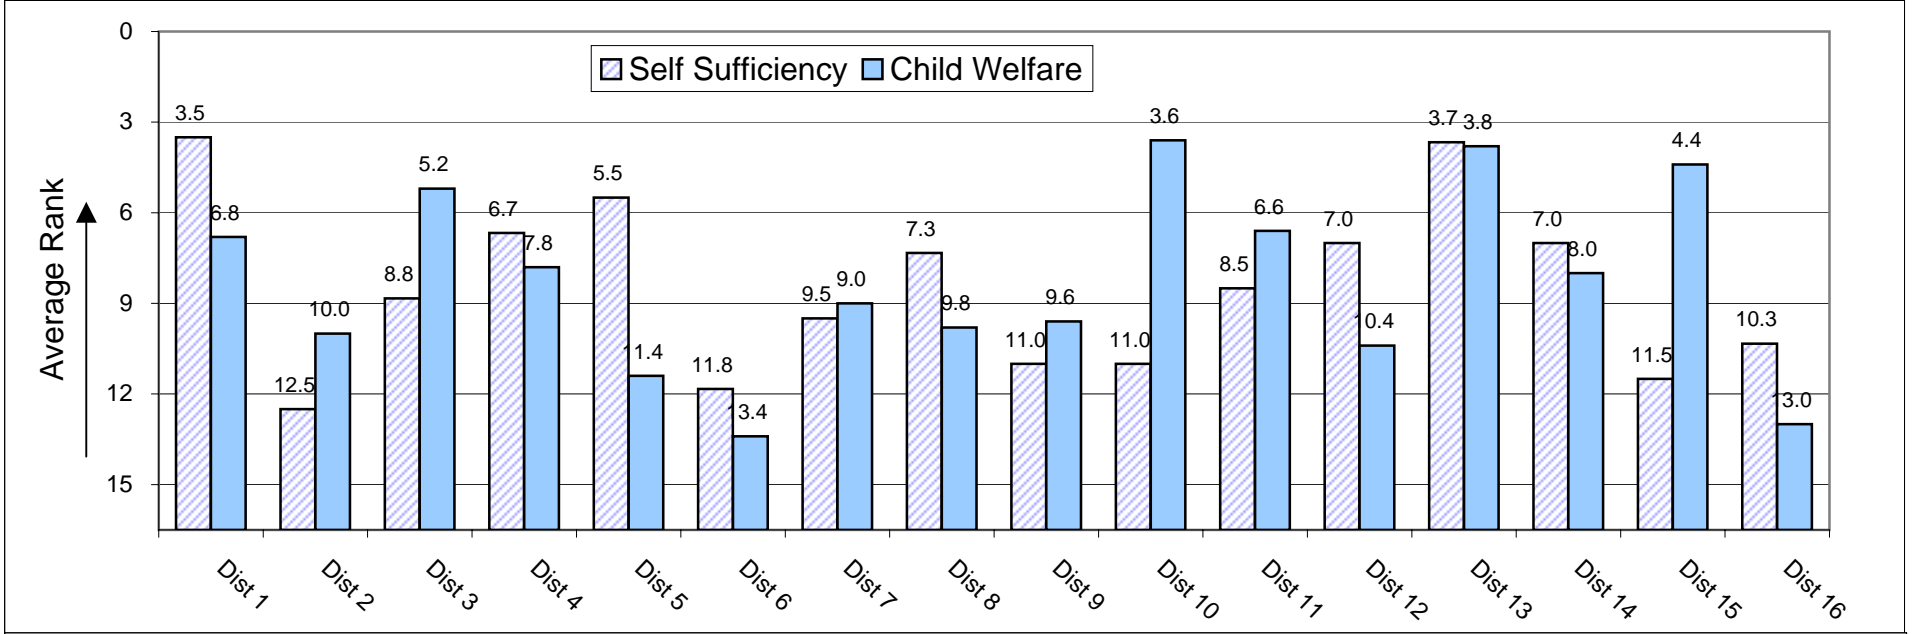 0
3
6
9
12
15
Average Rank
Self Sufficiency Child Welfare
3.5 6.8
12.5 10.0
8.8 5.2
6.7 7.8
5.5 11.4
11.8 13.4
9.5 9.0
7.3 9.8
11.0 9.6
11.0 3.6
8.5 6.6
7.0 10.4
3.7 3.8
7.0 8.0
11.5 4.4
10.3 13.0
Dist 1
Dist 2
Dist 3
Dist 4
Dist 5
Dist 6
Dist 7
Dist 8
Dist 9
Dist 10
Dist 11
Dist 12
Dist 13
Dist 14
Dist 15
Dist 16